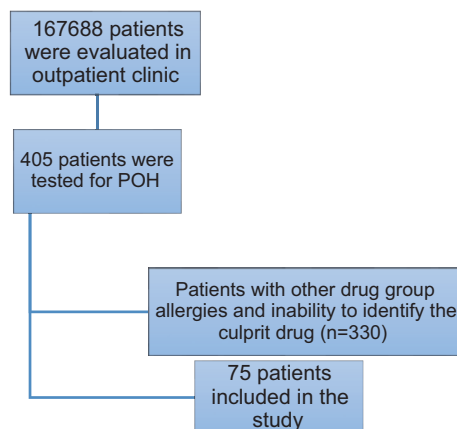 167688 patients
were evaluated in
outpatient clinic
405 patients were
tested for POH
Patients with other drug group
allergies and inability to identify the
culprit drug (n=330)
75 patients
included in the
study